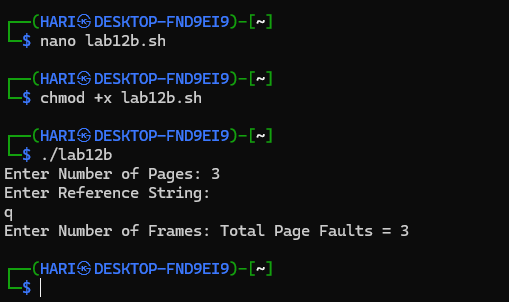 ┌──(HARI㉿DESKTOP-FND9EI9)-[~]
└─$ nano lab12b.sh
┌──(HARI㉿DESKTOP-FND9EI9)-[~]
└─$ chmod +x lab12b.sh
┌──(HARI㉿DESKTOP-FND9EI9)-[~]
└─$ ./lab12b
Enter Number of Pages: 3
Enter Reference String:
q
Enter Number of Frames: Total Page Faults = 3
┌──(HARI㉿DESKTOP-FND9EI9)-[~]
└─$